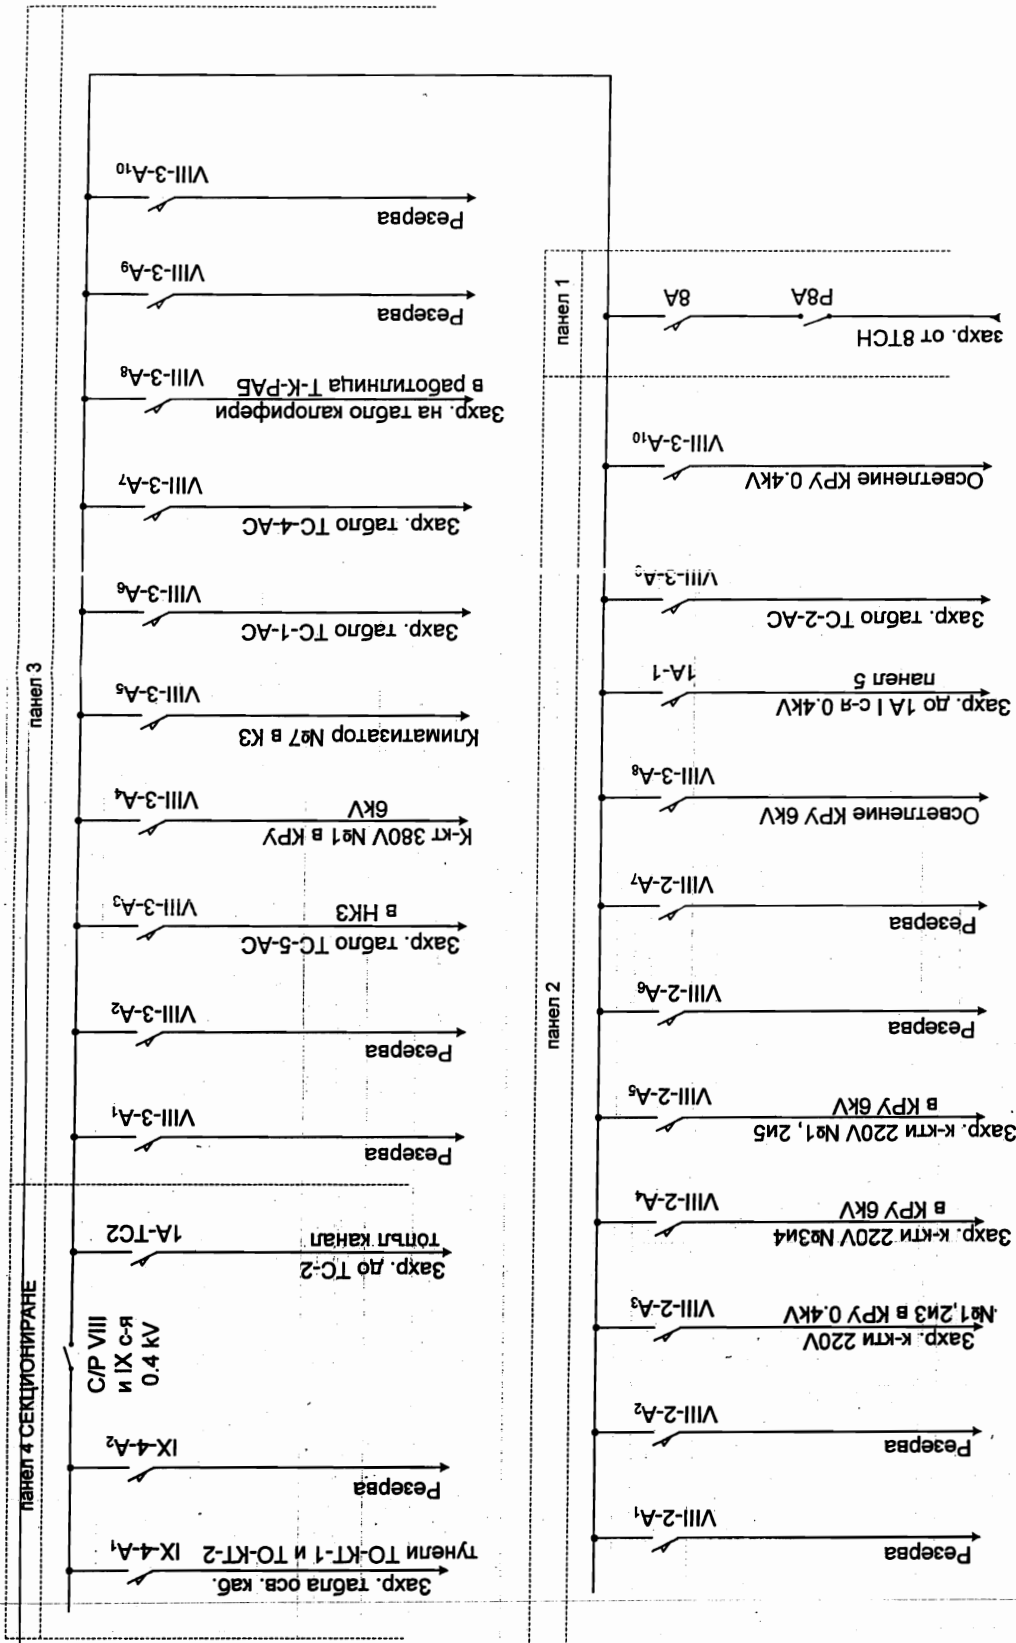 панел 4 СЕКЦИОНИРАНЕ
Захр. табла осв. каб.
тунели ТО-КТ-1 и ТО-КТ-2
IX-4-A₁
Резерва
IX-4-A₂
С/Р VIII
и IX с-я
0.4 kV
Захр. до ТС-2
топъл канал
1A-TC2
панел 3
Резерва
VIII-3-A₁
Резерва
VIII-3-A₂
Захр. табло ТС-5-АС
в НКЗ
VIII-3-A₃
К-кт 380V №1 в КРУ
6kV
VIII-3-A₄
Климатизатор №7 в КЗ
VIII-3-A₅
Захр. табло ТС-1-АС
VIII-3-A₆
Захр. табло ТС-4-АС
VIII-3-A₇
Захр. на табло калорифери
в работилница Т-К-РАБ
VIII-3-A₈
Резерва
VIII-3-A₉
Резерва
VIII-3-A₁₀
панел 2
Резерва
VIII-2-A₁
Резерва
VIII-2-A₂
Захр. к-кти 220V
№1,2и3 в КРУ 0.4kV
VIII-2-A₃
Захр. к-кти 220V №3и4
в КРУ 6kV
VIII-2-A₄
Захр. к-кти 220V №1, 2и5
в КРУ 6kV
VIII-2-A₅
Резерва
VIII-2-A₆
Резерва
VIII-2-A₇
Осветление КРУ 6kV
VIII-3-A₈
Захр. до 1А I с-я 0.4kV
панел 5
1A-1
Захр. табло ТС-2-АС
VIII-3-A₉
Осветление КРУ 0.4kV
VIII-3-A₁₀
панел 1
захр. от 8ТСН
P8A
8A